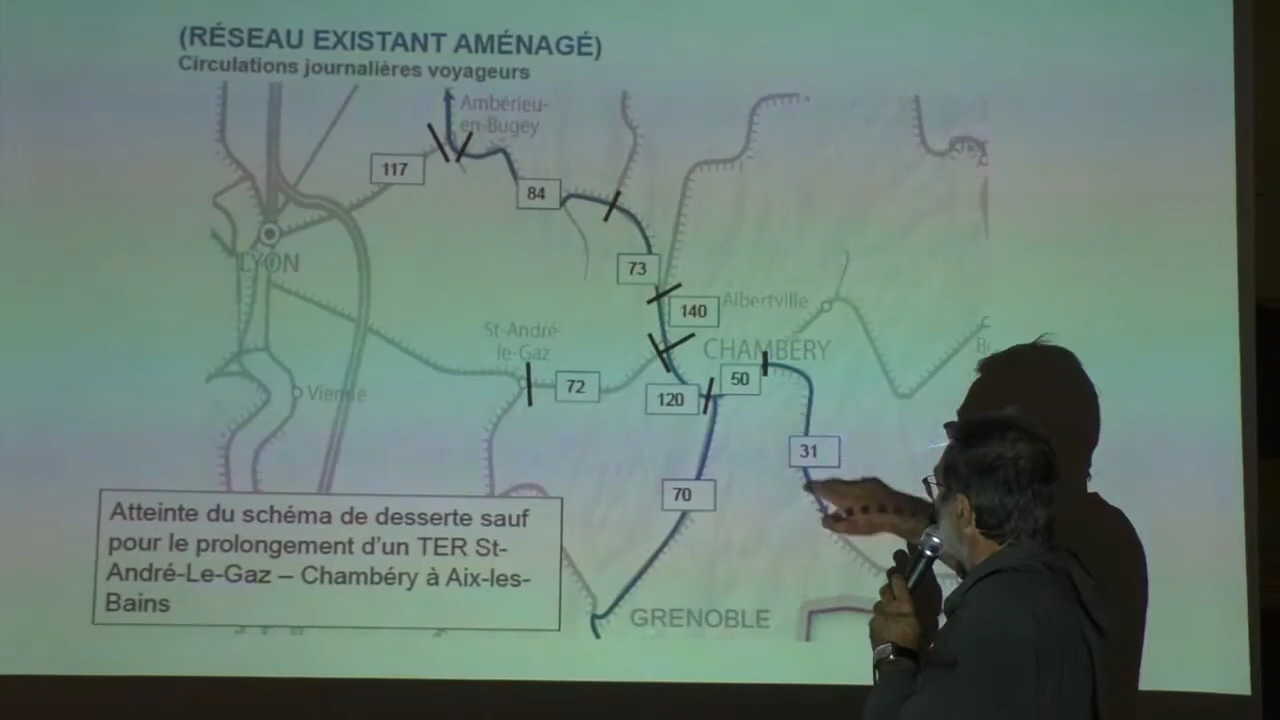 (RÉSEAU EXISTANT AMÉNAGÉ)
Circulations journalières voyageurs
Ambérieu-
en-Bugey
117
84
LYON
73
140
Albertville
St-André-
le-Gaz
CHAMBÉRY
72
50
120
Vienne
31
70
Atteinte du schéma de desserte sauf
pour le prolongement d'un TER St-
André-Le-Gaz – Chambéry à Aix-les-
Bains
GRENOBLE